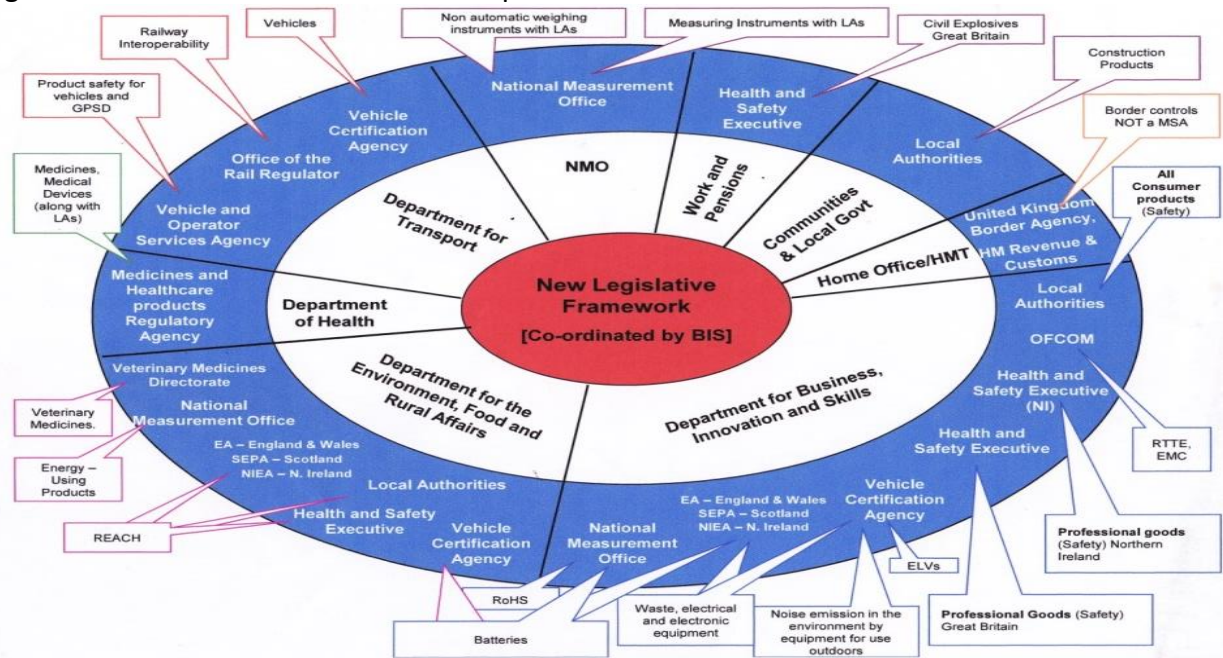 Non automatic weighing
instruments with LAs
Measuring Instruments with LAs
Civil Explosives
Great Britain
Vehicles
Railway
Interoperability
Construction
Products
Product safety for
vehicles and
GPSD
Border controls
NOT a MSA
Medicines,
Medical
Devices
(along with
LAs)
All
Consumer
products
(Safety)
National Measurement
Office
Health and
Safety
Executive
Vehicle
Certification
Agency
Office of the
Rail Regulator
Local
Authorities
Vehicle and
Operator
Services Agency
United Kingdom
Border Agency,
HM Revenue &
Customs
NMO
Work and
Pensions
Department for
Transport
Communities
& Local Govt
Home Office/HMT
Medicines and
Healthcare
products
Regulatory
Agency
Department
of Health
New Legislative
Framework
[Co-ordinated by BIS]
Local
Authorities
OFCOM
Health and
Safety Executive
(NI)
Health and
Safety Executive
Veterinary Medicines
Directorate
National
Measurement Office
Department for the
Environment, Food and
Rural Affairs
Department for Business,
Innovation and Skills
Veterinary
Medicines.
Energy –
Using
Products
EA – England & Wales
SEPA – Scotland
NIEA – N. Ireland
Local Authorities
Health and Safety
Executive
Vehicle
Certification
Agency
National
Measurement
Office
EA – England & Wales
SEPA – Scotland
NIEA – N. Ireland
Vehicle
Certification
Agency
RTTE,
EMC
REACH
Professional goods
(Safety) Northern
Ireland
ELVs
RoHS
Batteries
Waste, electrical
and electronic
equipment
Noise emission in the
environment by
equipment for use
outdoors
Professional Goods (Safety)
Great Britain